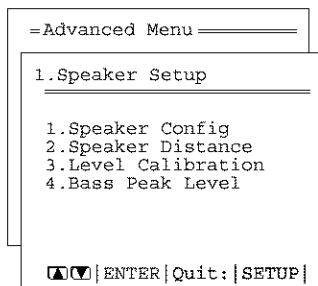 =Advanced Menu
1.Speaker Setup
1.Speaker Config
2.Speaker Distance
3.Level Calibration
4.Bass Peak Level
▲▼|ENTER|Quit:|SETUP|